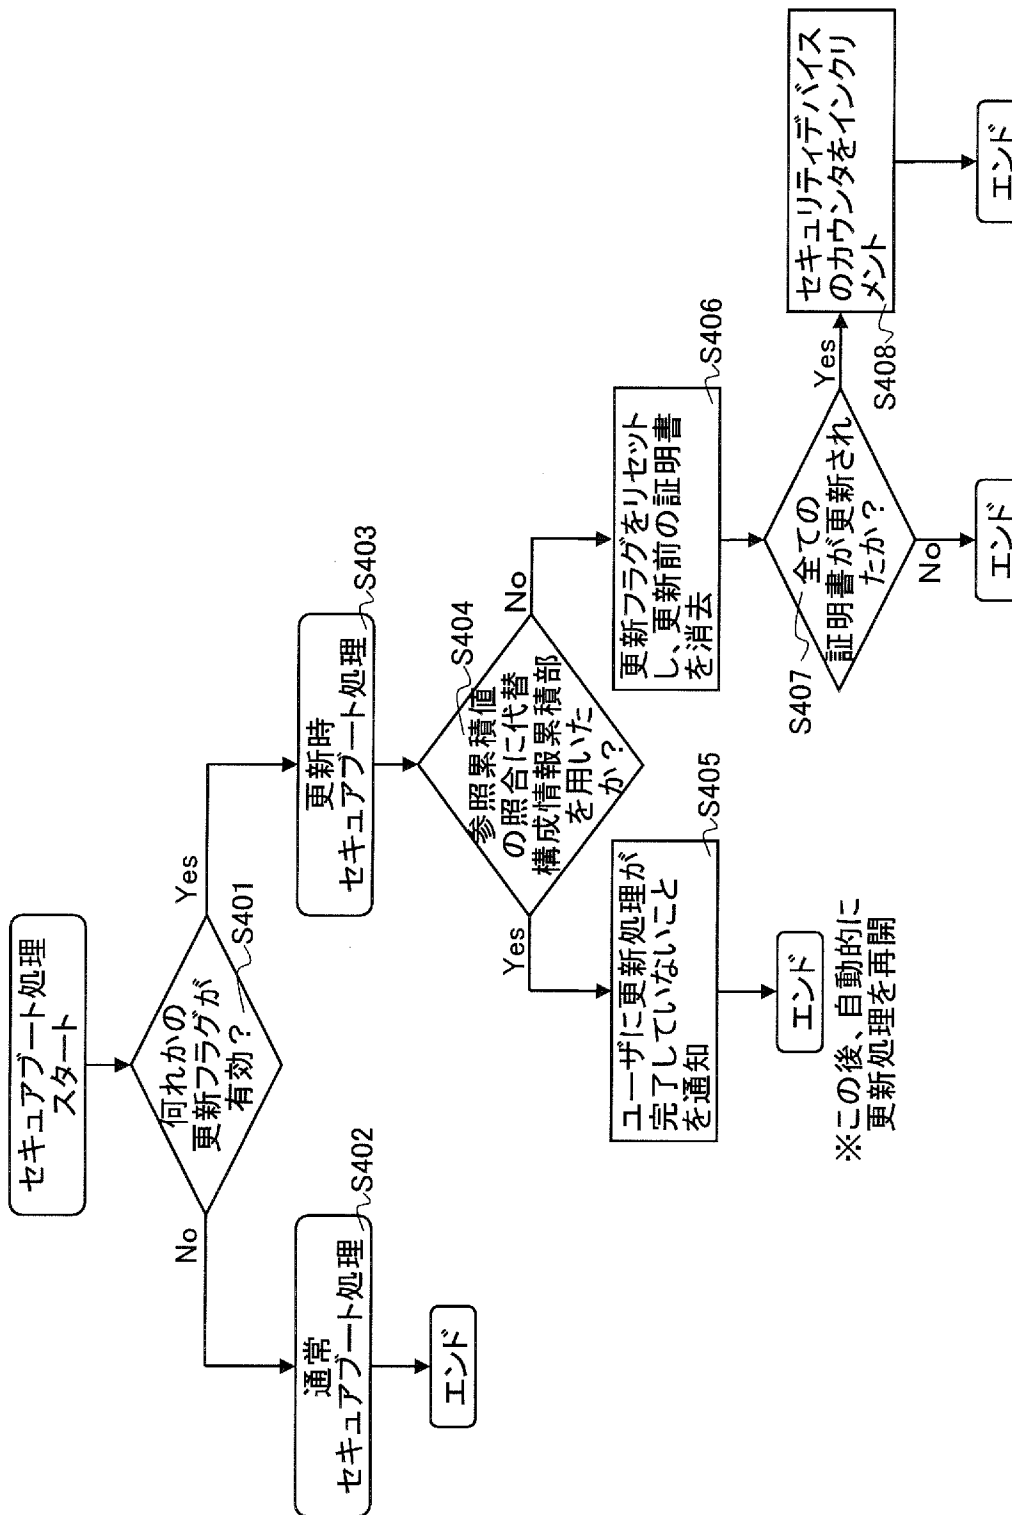 セキュアブート処理
スタート
何れかの
更新フラグが
有効？
S401
No
Yes
通常
セキュアブート処理
S402
エンド
更新時
セキュアブート処理
S403
参照累積値
の照合に代替
構成情報累積部
を用いた
か？
S404
Yes
No
ユーザに更新処理が
完了していないこと
を通知
S405
エンド
※この後、自動的に
更新処理を再開
更新フラグをリセット
し、更新前の証明書
を消去
S406
全ての
証明書が更新され
たか？
S407
No
Yes
エンド
セキュリティデバイス
のカウンタをインクリ
メント
S408
エンド